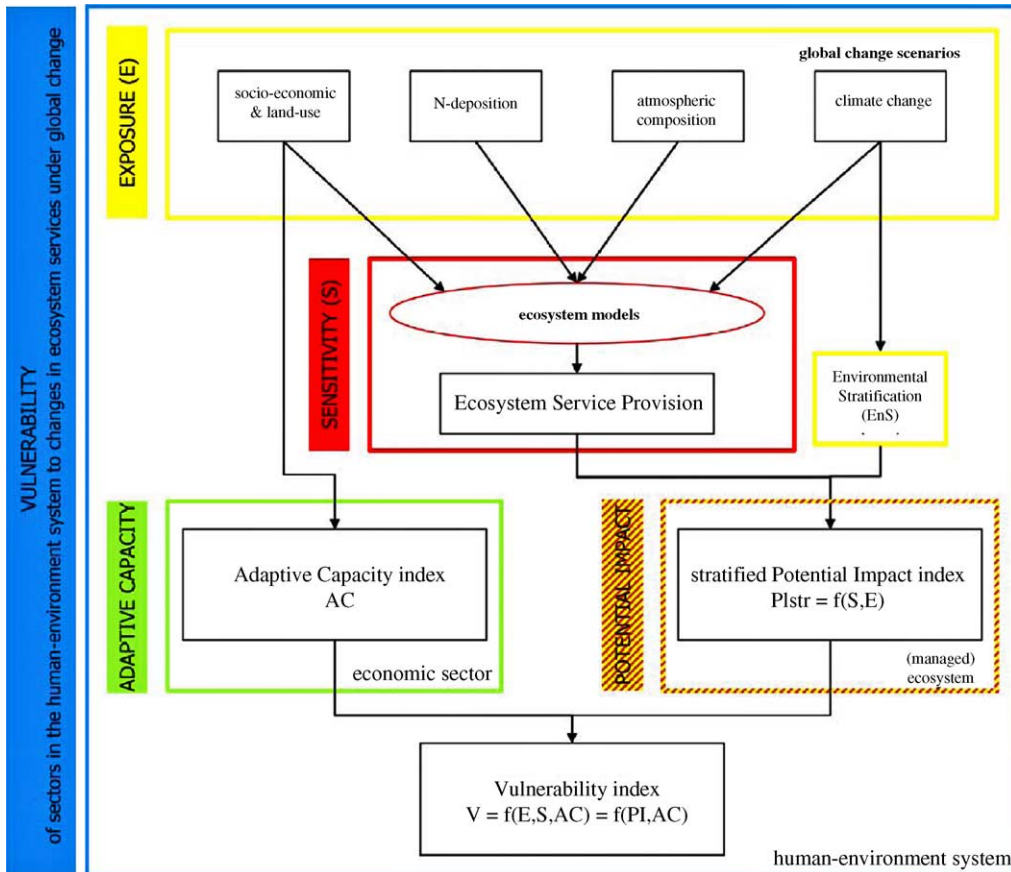 VULNERABILITY
of sectors in the human-environment system to changes in ecosystem services under global change
EXPOSURE (E)
global change scenarios
socio-economic
& land-use
N-deposition
atmospheric
composition
climate change
SENSITIVITY (S)
ecosystem models
Ecosystem Service Provision
Environmental
Stratification
(EnS)
ADAPTIVE CAPACITY
Adaptive Capacity index
AC
economic sector
POTENTIAL IMPACT
stratified Potential Impact index
PIstr = f(S,E)
(managed)
ecosystem
Vulnerability index
V = f(E,S,AC) = f(PI,AC)
human-environment system